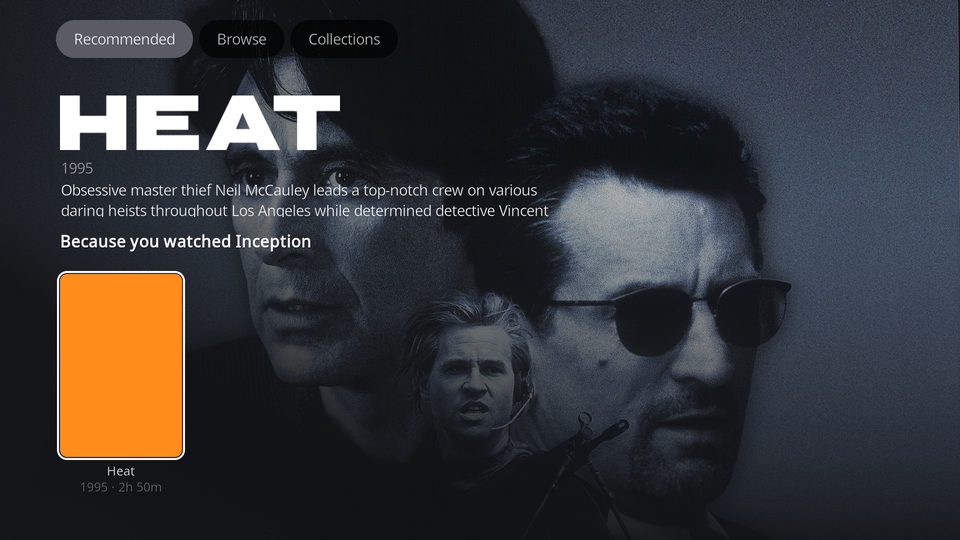 Recommended Browse Collections
HEAT
1995
Obsessive master thief Neil McCauley leads a top-notch crew on various
daring heists throughout Los Angeles while determined detective Vincent
Because you watched Inception
Heat
1995 · 2h 50m